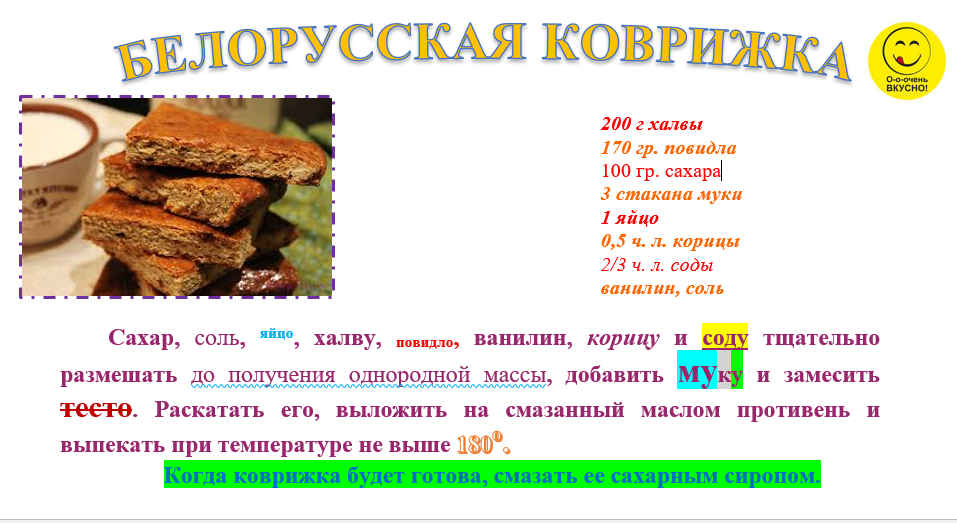 БЕЛОРУССКАЯ КОВРИЖКА
О-о-очень
ВКУСНО!
200 г халвы
170 гр. повидла
100 гр. сахара
3 стакана муки
1 яйцо
0,5 ч. л. корицы
2/3 ч. л. соды
ванилин, соль
Сахар, соль, яйцо, халву, повидло, ванилин, корицу и соду тщательно
размешать до получения однородной массы, добавить муку и замесить
тесто. Раскатать его, выложить на смазанный маслом противень и
выпекать при температуре не выше 180⁰.
Когда коврижка будет готова, смазать ее сахарным сиропом.